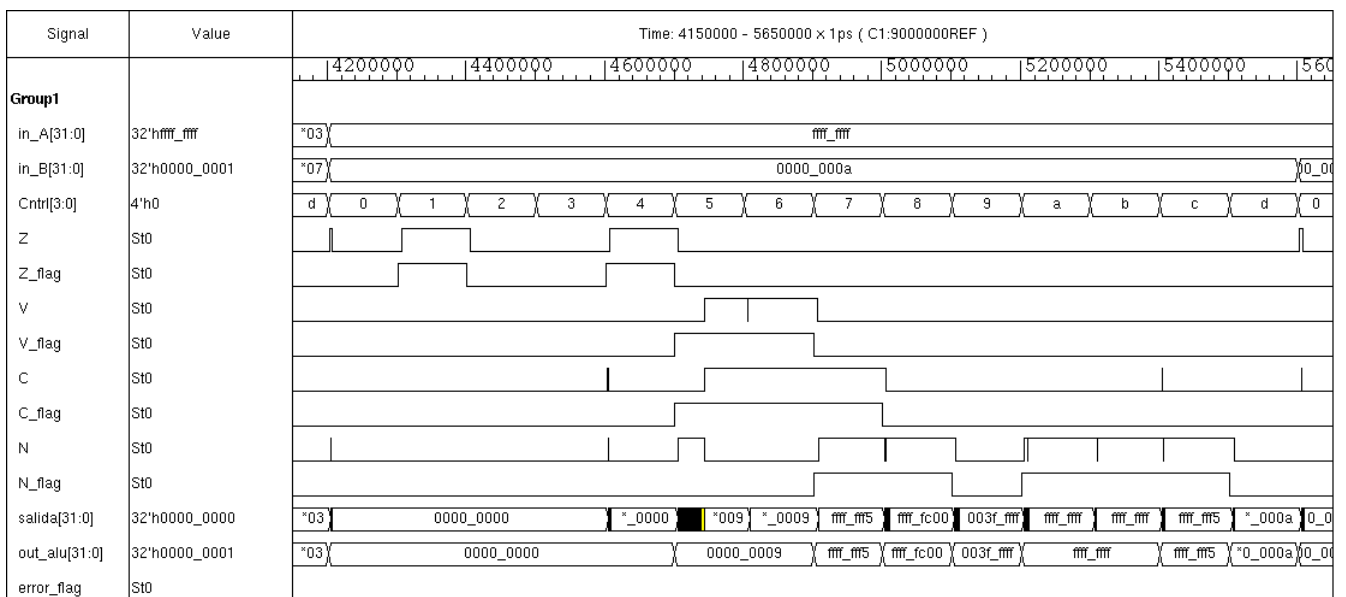 Signal Value Time: 4150000 - 5650000 x 1ps ( C1:9000000REF )
4200000 4400000 4600000 4800000 5000000 5200000 5400000 560
Group1
in_A[31:0] 32'hffff_ffff *03 ffff_ffff
in_B[31:0] 32'h0000_0001 *07 0000_000a 0_00
Cntrl[3:0] 4'h0 d 0 1 2 3 4 5 6 7 8 9 a b c d 0
Z St0
Z_flag St0
V St0
V_flag St0
C St0
C_flag St0
N St0
N_flag St0
salida[31:0] 32'h0000_0000 *03 0000_0000 *_0000 *009 *_0009 ffff_fff5 ffff_fc00 003f_ffff ffff_ffff ffff_ffff ffff_fff5 *_000a 0_0
out_alu[31:0] 32'h0000_0001 *03 0000_0000 0000_0009 ffff_fff5 ffff_fc00 003f_ffff ffff_ffff ffff_fff5 *0_000a 0_00
error_flag St0